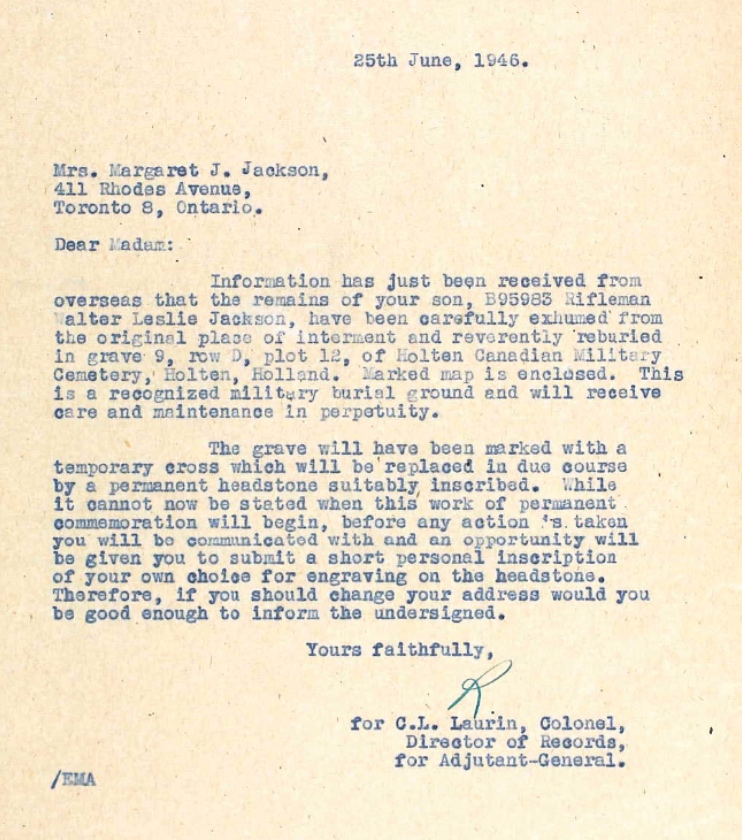 25th June, 1946.
Mrs. Margaret J. Jackson,
411 Rhodes Avenue,
Toronto 8, Ontario.
Dear Madam:
Information has just been received from
overseas that the remains of your son, B95983 Rifleman
Walter Leslie Jackson, have been carefully exhumed from
the original place of interment and reverently reburied
in grave 9, row D, plot 12, of Holten Canadian Military
Cemetery, Holten, Holland. Marked map is enclosed. This
is a recognized military burial ground and will receive
care and maintenance in perpetuity.
The grave will have been marked with a
temporary cross which will be replaced in due course
by a permanent headstone suitably inscribed. While
it cannot now be stated when this work of permanent
commemoration will begin, before any action is taken
you will be communicated with and an opportunity will
be given you to submit a short personal inscription
of your own choice for engraving on the headstone.
Therefore, if you should change your address would you
be good enough to inform the undersigned.
Yours faithfully,
R
for C.L. Laurin, Colonel,
Director of Records,
for Adjutant-General.
/EMA